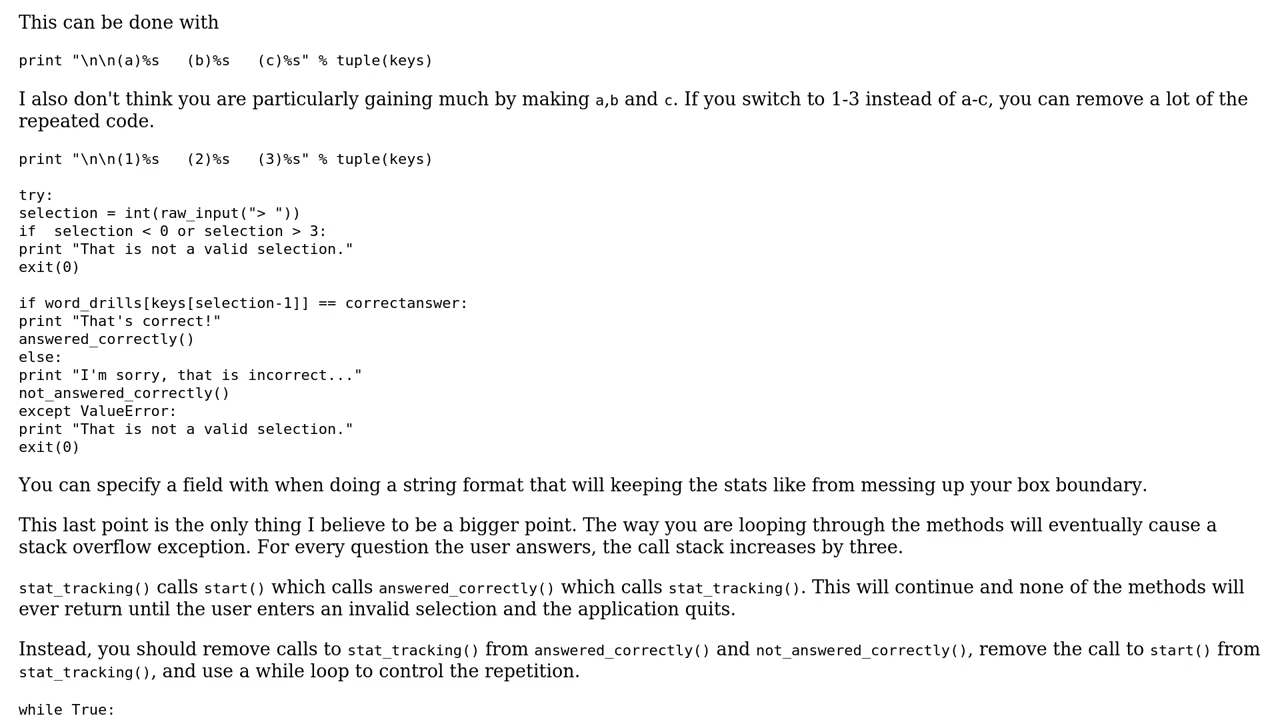 This can be done with
print "\n\n(a)%s   (b)%s   (c)%s" % tuple(keys)
I also don't think you are particularly gaining much by making a,b and c. If you switch to 1-3 instead of a-c, you can remove a lot of the
repeated code.
print "\n\n(1)%s   (2)%s   (3)%s" % tuple(keys)
try:
selection = int(raw_input("> "))
if  selection < 0 or selection > 3:
print "That is not a valid selection."
exit(0)
if word_drills[keys[selection-1]] == correctanswer:
print "That's correct!"
answered_correctly()
else:
print "I'm sorry, that is incorrect..."
not_answered_correctly()
except ValueError:
print "That is not a valid selection."
exit(0)
You can specify a field with when doing a string format that will keeping the stats like from messing up your box boundary.
This last point is the only thing I believe to be a bigger point. The way you are looping through the methods will eventually cause a
stack overflow exception. For every question the user answers, the call stack increases by three.
stat_tracking() calls start() which calls answered_correctly() which calls stat_tracking(). This will continue and none of the methods will
ever return until the user enters an invalid selection and the application quits.
Instead, you should remove calls to stat_tracking() from answered_correctly() and not_answered_correctly(), remove the call to start() from
stat_tracking(), and use a while loop to control the repetition.
while True: